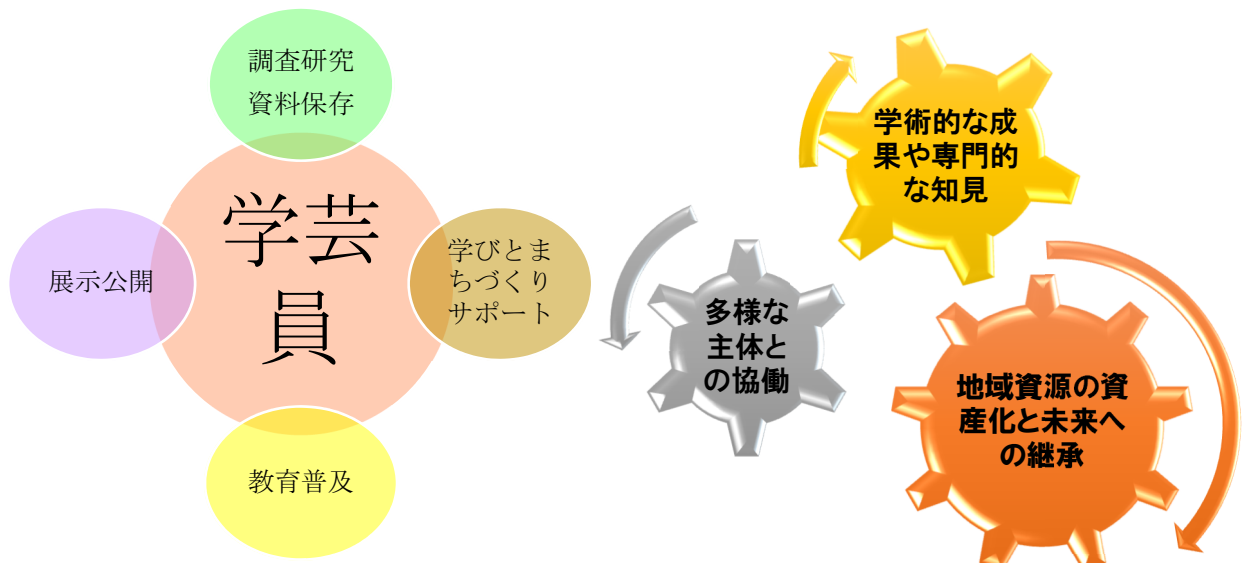 調査研究
資料保存
学芸
員
展示公開
学びとま
ちづくり
サポート
教育普及
学術的な成
果や専門的
な知見
多様な
主体と
の協働
地域資源の資
産化と未来へ
の継承